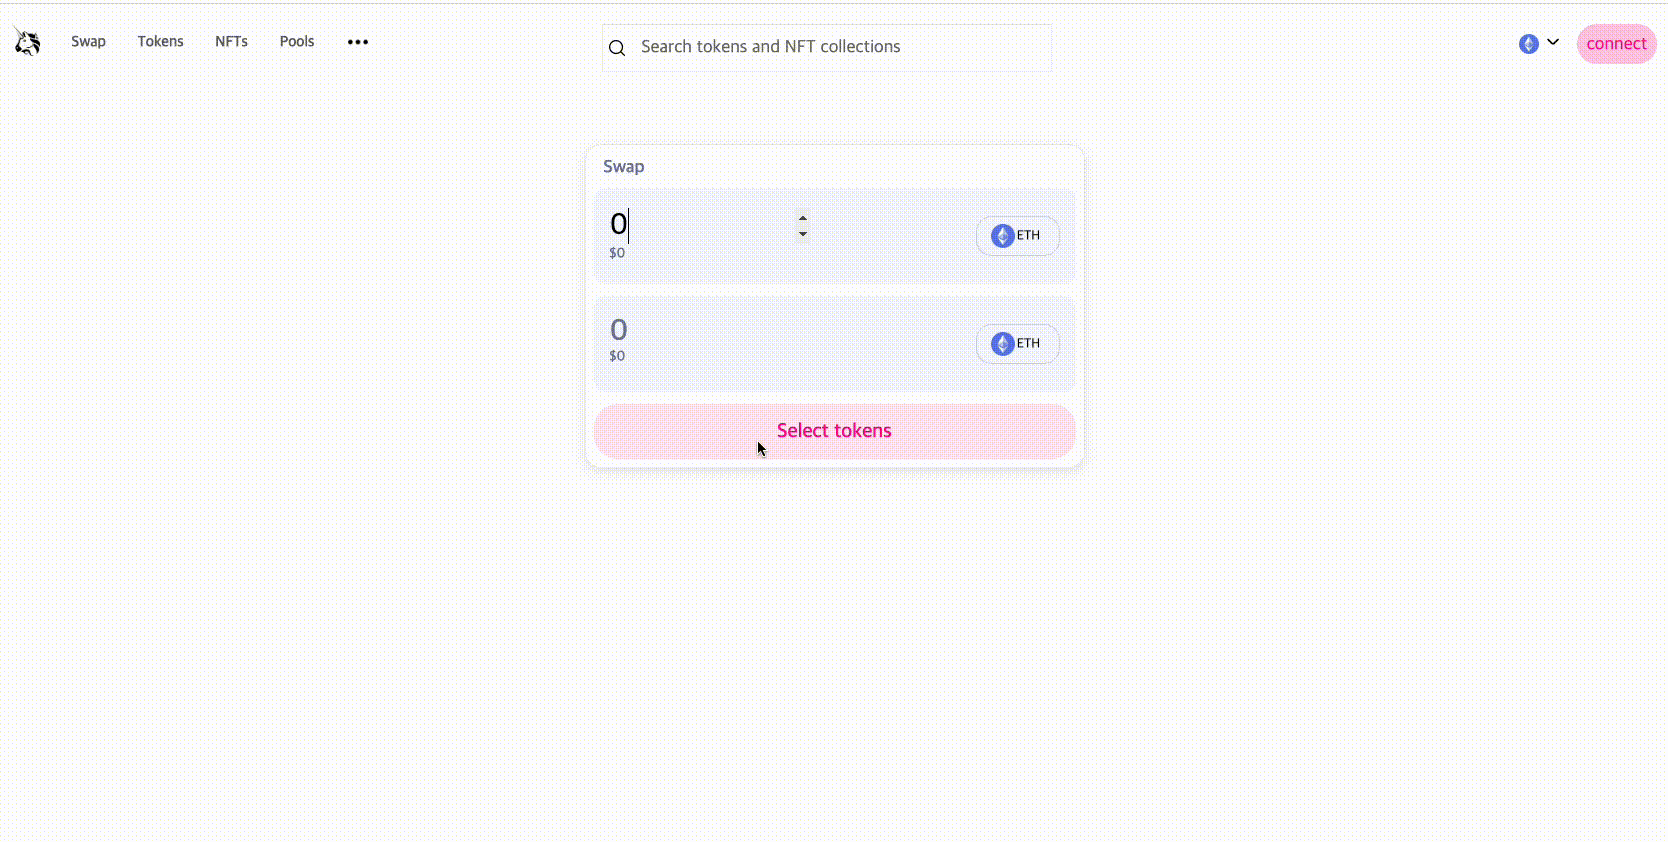 Swap Tokens NFTs Pools ••• Search tokens and NFT collections connect
Swap
0
$0
ETH
0
$0
ETH
Select tokens